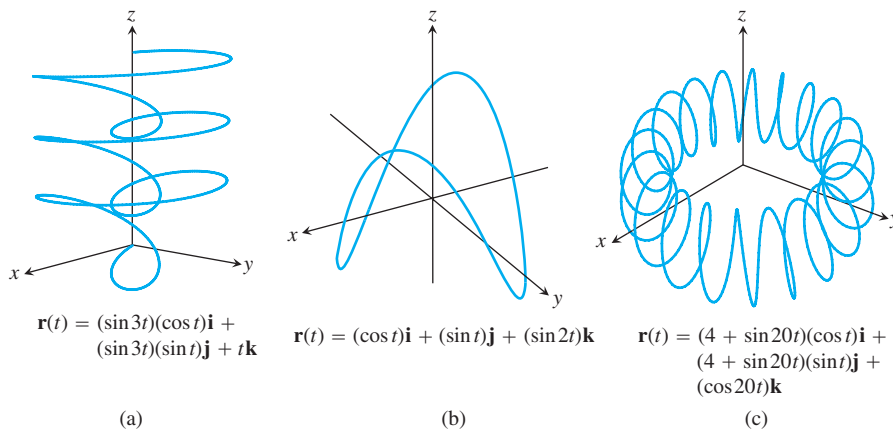 z
x
y
r(t) = (sin 3t)(cos t)i +
(sin 3t)(sin t)j + tk
(a)
z
x
y
r(t) = (cos t)i + (sin t)j + (sin 2t)k
(b)
z
x
y
r(t) = (4 + sin 20t)(cos t)i +
(4 + sin 20t)(sin t)j +
(cos 20t)k
(c)